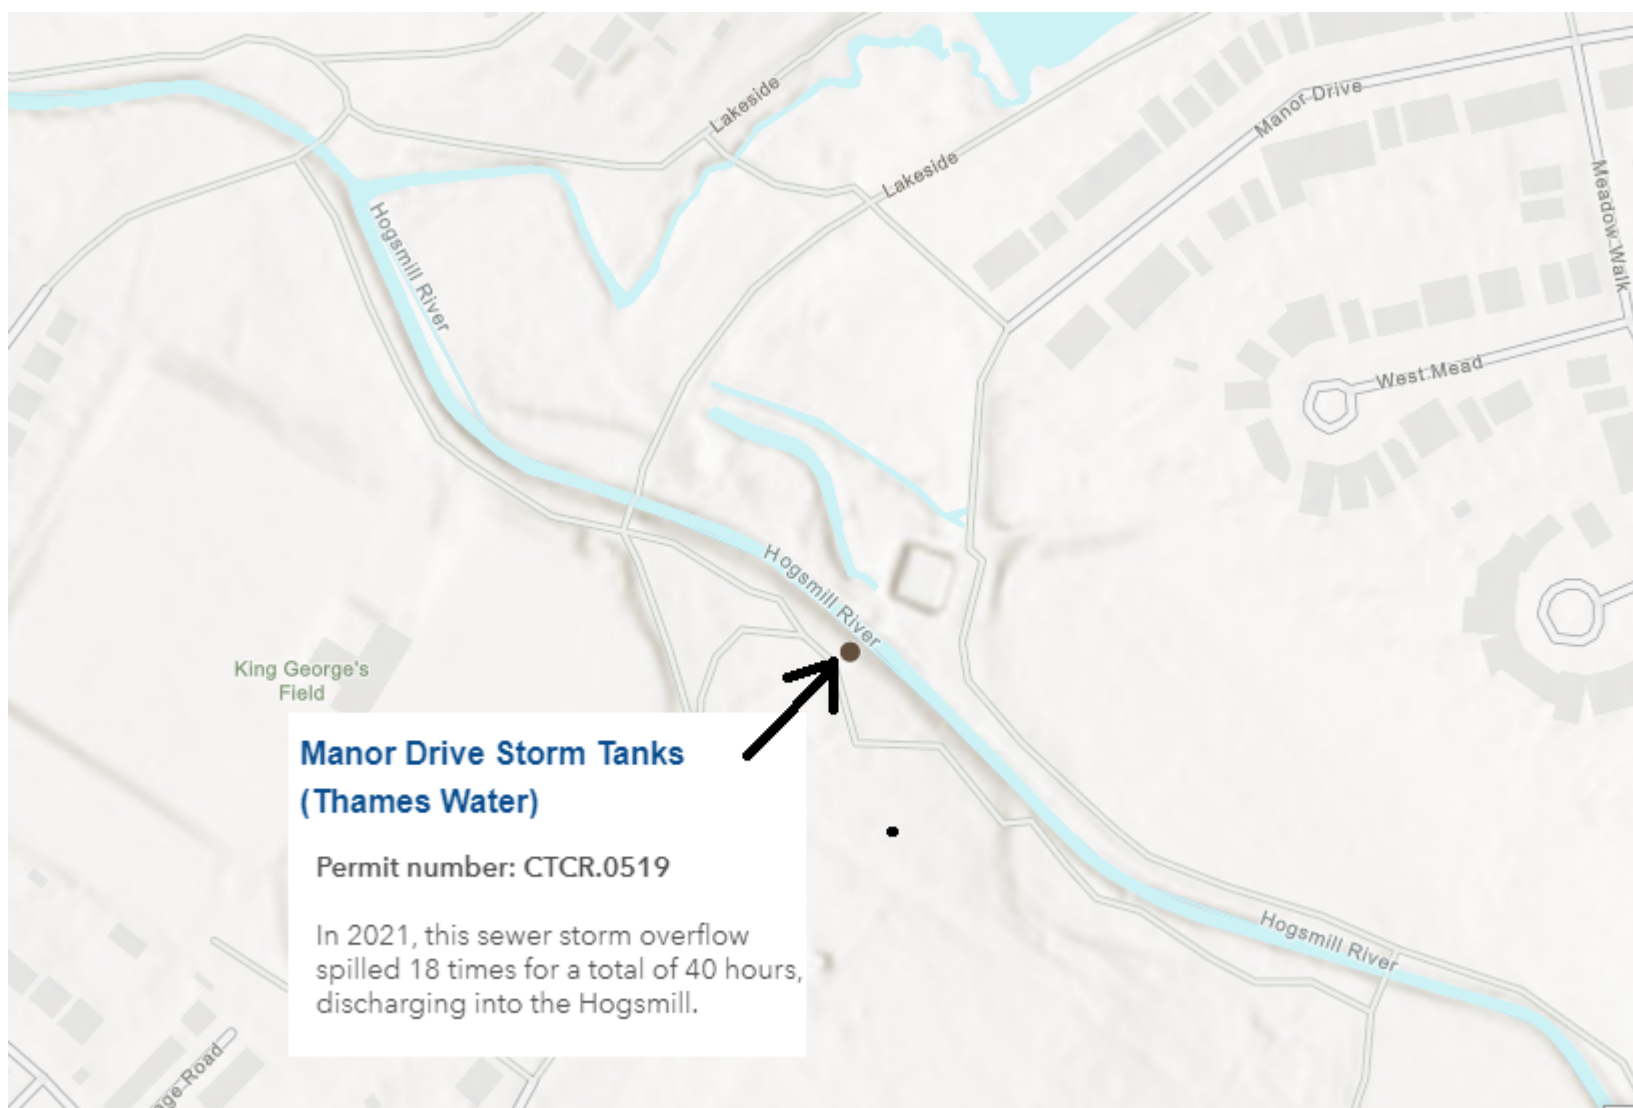 Lakeside
Manor Drive
Lakeside
Meadow Walk
Hogsmill River
West Mead
Hogsmill River
King George's
Field
Manor Drive Storm Tanks
(Thames Water)
Permit number: CTCR.0519
In 2021, this sewer storm overflow
spilled 18 times for a total of 40 hours,
discharging into the Hogsmill.
Hogsmill River
age Road